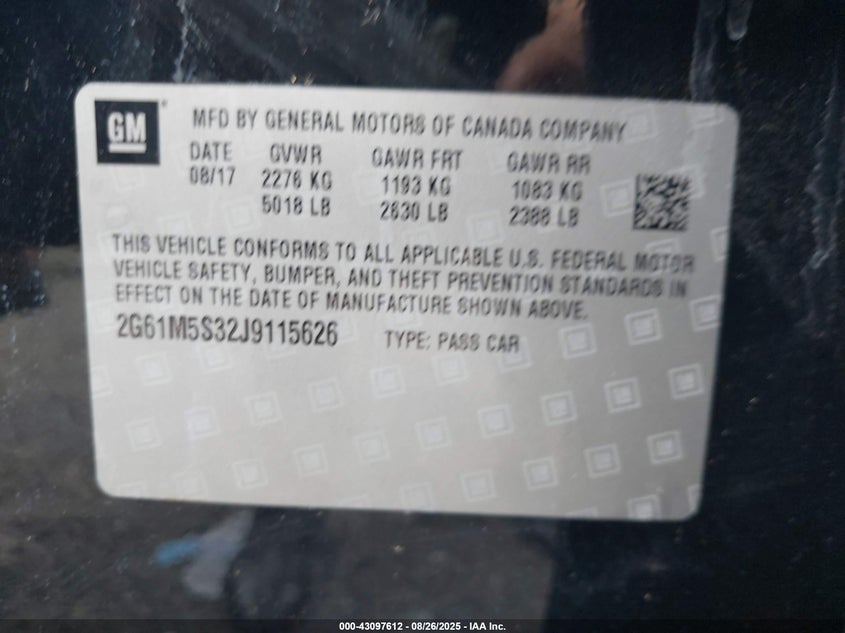 GM
MFD BY GENERAL MOTORS OF CANADA COMPANY
DATE GVWR GAWR FRT GAWR RR
08/17 2276 KG 1193 KG 1083 KG
5018 LB 2630 LB 2388 LB
THIS VEHICLE CONFORMS TO ALL APPLICABLE U.S. FEDERAL MOTOR
VEHICLE SAFETY, BUMPER, AND THEFT PREVENTION STANDARDS IN
EFFECT ON THE DATE OF MANUFACTURE SHOWN ABOVE.
2G61M5S32J9115626 TYPE: PASS CAR
000-43097612 - 08/26/2025 - IAA Inc.